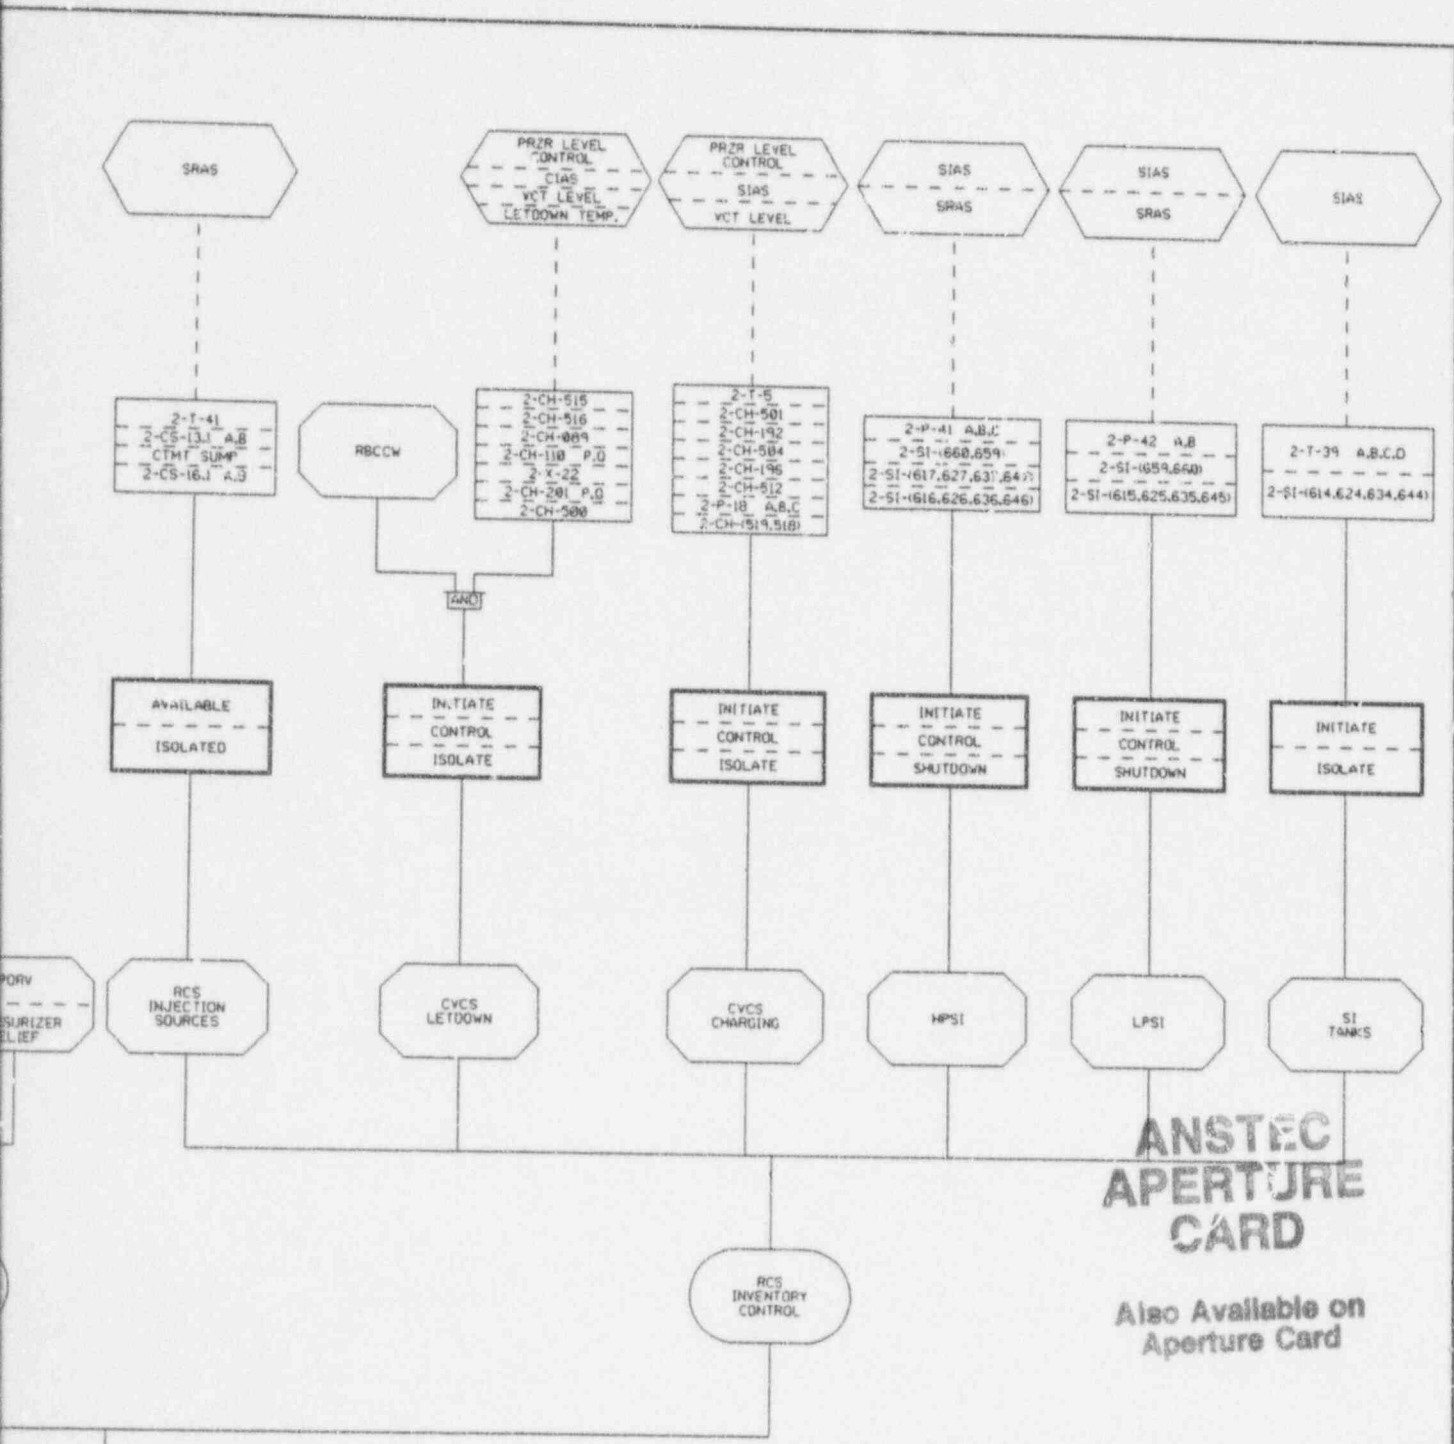 SRAS
PRZR LEVEL
CONTROL
CIAS
VCT LEVEL
LETDOWN TEMP.
PRZR LEVEL
CONTROL
SIAS
VCT LEVEL
SIAS
SRAS
SIAS
SRAS
SIAS
2-T-41
2-CS-13.1 A,B
CTMT SUMP
2-CS-16.1 A,B
RBCCW
2-CH-515
2-CH-516
2-CH-089
2-CH-110 P,Q
2-X-22
2-CH-201 P,Q
2-CH-500
2-T-5
2-CH-501
2-CH-192
2-CH-504
2-CH-196
2-CH-512
2-P-18 A,B,C
2-CH-(519,518)
2-P-41 A,B,C
2-SI-(660,659)
2-SI-(616,626,636,646)
2-P-42 A,B
2-SI-(659,660)
2-SI-(615,625,635,645)
2-T-39 A,B,C,D
2-SI-(614,624,634,644)
AND
AVAILABLE
ISOLATED
INITIATE
CONTROL
ISOLATE
INITIATE
CONTROL
ISOLATE
INITIATE
CONTROL
SHUTDOWN
INITIATE
CONTROL
SHUTDOWN
INITIATE
ISOLATE
PORV
RCS
INJECTION
SOURCES
CVCS
LETDOWN
CVCS
CHARGING
HPSI
LPSI
SI
TANKS
RCS
INVENTORY
CONTROL
ANSTEC
APERTURE
CARD
Also Available on
Aperture Card